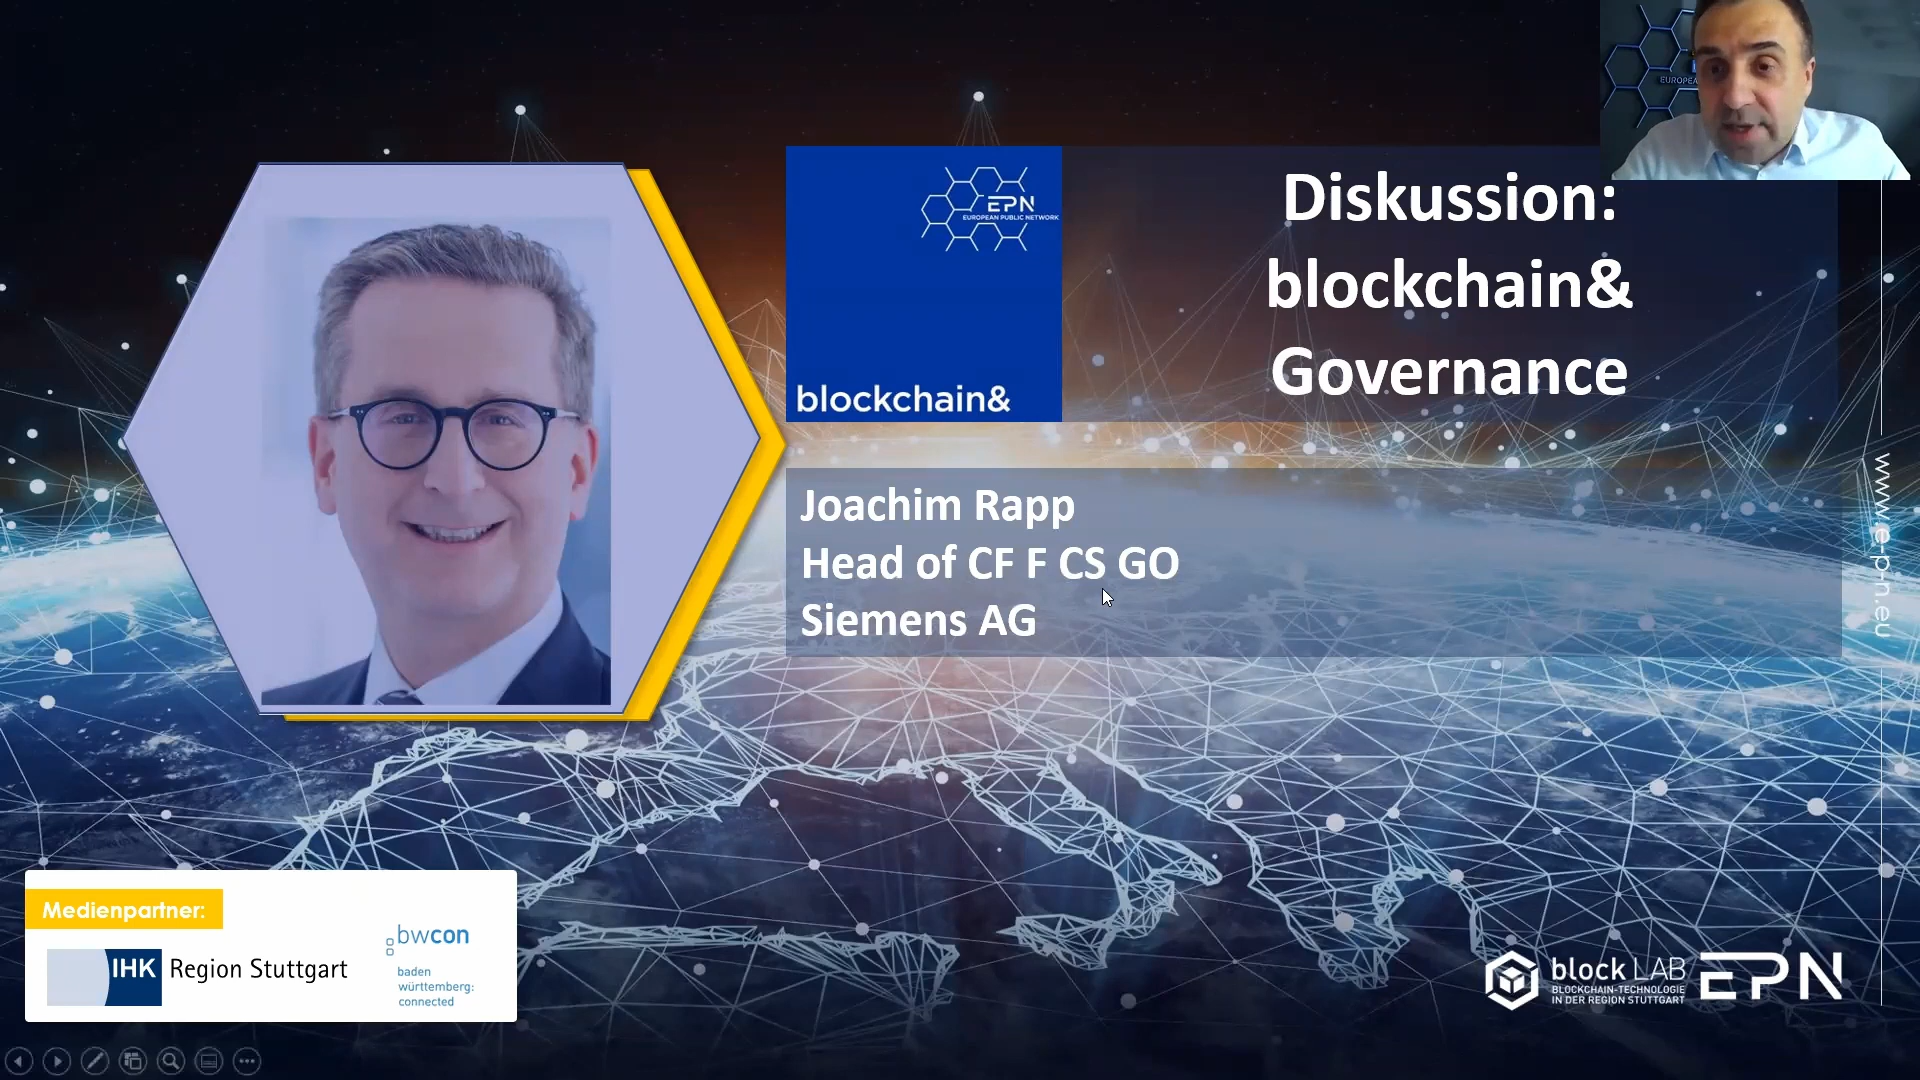 EUROPEA
EPN
EUROPEAN PUBLIC NETWORK
blockchain&
Diskussion:
blockchain&
Governance
Joachim Rapp
Head of CF F CS GO
Siemens AG
www.e-p-n.eu
Medienpartner:
IHK Region Stuttgart
bwcon
baden
württemberg:
connected
block LAB
BLOCKCHAIN-TECHNOLOGIE
IN DER REGION STUTTGART
EPN